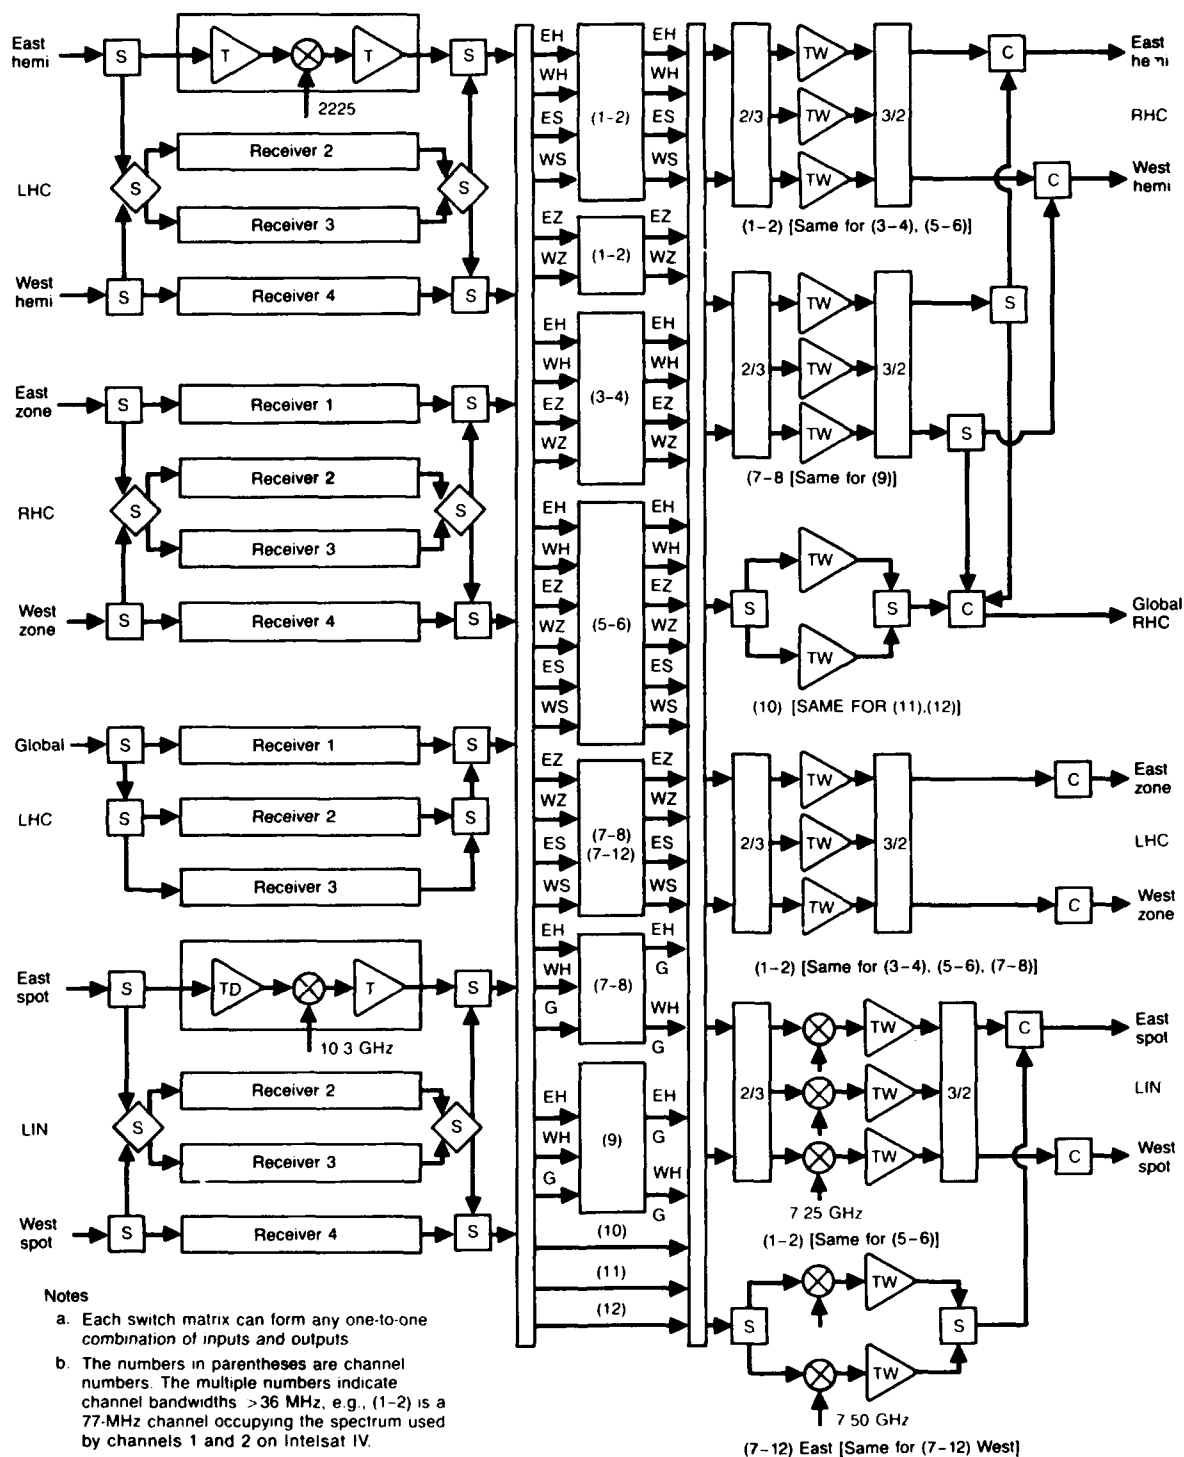 East
hemi
S
T
T
S
2225
Receiver 2
LHC
S
S
Receiver 3
West
hemi
S
Receiver 4
S
East
zone
S
Receiver 1
S
Receiver 2
RHC
S
S
Receiver 3
West
zone
S
Receiver 4
S
Global
S
Receiver 1
S
LHC
S
Receiver 2
S
Receiver 3
East
spot
S
TD
T
S
10 3 GHz
Receiver 2
LIN
S
S
Receiver 3
West
spot
S
Receiver 4
S
EH
WH
ES
WS
(1-2)
EH
WH
ES
WS
EZ
WZ
(1-2)
EZ
WZ
EH
WH
EZ
WZ
(3-4)
EH
WH
EZ
WZ
EH
WH
EZ
WZ
ES
WS
(5-6)
EH
WH
EZ
WZ
ES
WS
EZ
WZ
ES
WS
(7-8)
(7-12)
EZ
WZ
ES
WS
EH
WH
G
(7-8)
EH
G
WH
G
EH
WH
G
(9)
EH
G
WH
G
(10)
(11)
(12)
2/3
TW
TW
TW
3/2
C
East
RHC
C
West
hemi
(1-2) [Same for (3-4), (5-6)]
2/3
TW
TW
TW
3/2
S
S
(7-8 [Same for (9)]
S
TW
TW
S
C
Global
RHC
(10) [SAME FOR (11),(12)]
2/3
TW
TW
TW
3/2
C
East
zone
LHC
C
West
zone
(1-2) [Same for (3-4), (5-6), (7-8)]
2/3
TW
TW
TW
3/2
C
East
spot
LIN
C
West
spot
7 25 GHz
(1-2) [Same for (5-6)]
S
TW
TW
S
7 50 GHz
(7-12) East [Same for (7-12) West]
Notes
a. Each switch matrix can form any one-to-one
combination of inputs and outputs
b. The numbers in parentheses are channel
numbers. The multiple numbers indicate
channel bandwidths >36 MHz, e.g., (1-2) is a
77-MHz channel occupying the spectrum used
by channels 1 and 2 on Intelsat IV.